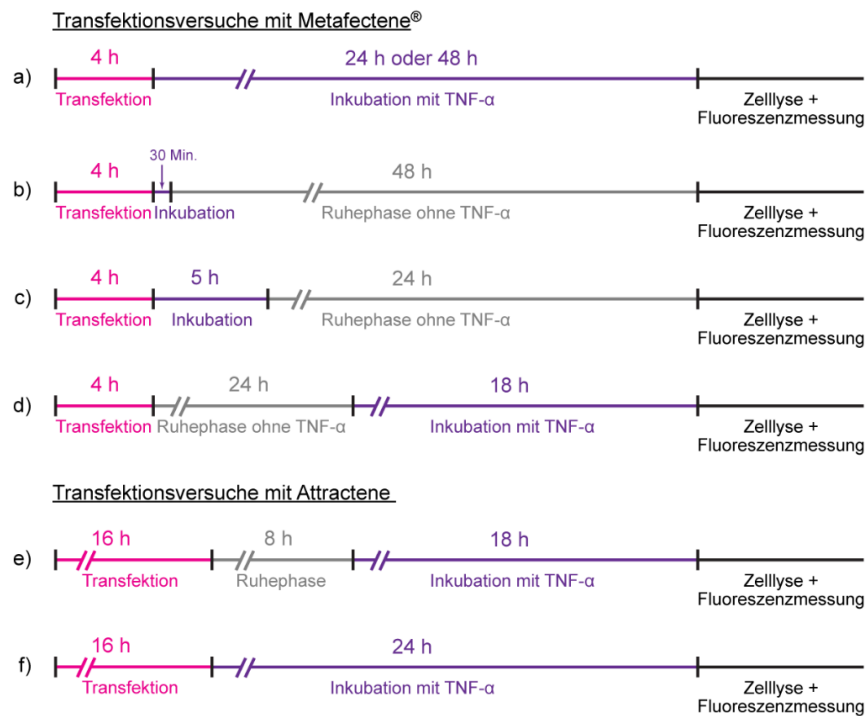 Transfektionsversuche mit Metafectene®
4 h
24 h oder 48 h
a)
Transfektion
Inkubation mit TNF-α
Zelllyse +
Fluoreszenzmessung
30 Min.
4 h
48 h
b)
Transfektion
Inkubation
Ruhephase ohne TNF-α
Zelllyse +
Fluoreszenzmessung
4 h
5 h
24 h
c)
Transfektion
Inkubation
Ruhephase ohne TNF-α
Zelllyse +
Fluoreszenzmessung
4 h
24 h
18 h
d)
Transfektion
Ruhephase ohne TNF-α
Inkubation mit TNF-α
Zelllyse +
Fluoreszenzmessung
Transfektionsversuche mit Attractene
16 h
8 h
18 h
e)
Transfektion
Ruhephase
Inkubation mit TNF-α
Zelllyse +
Fluoreszenzmessung
16 h
24 h
f)
Transfektion
Inkubation mit TNF-α
Zelllyse +
Fluoreszenzmessung